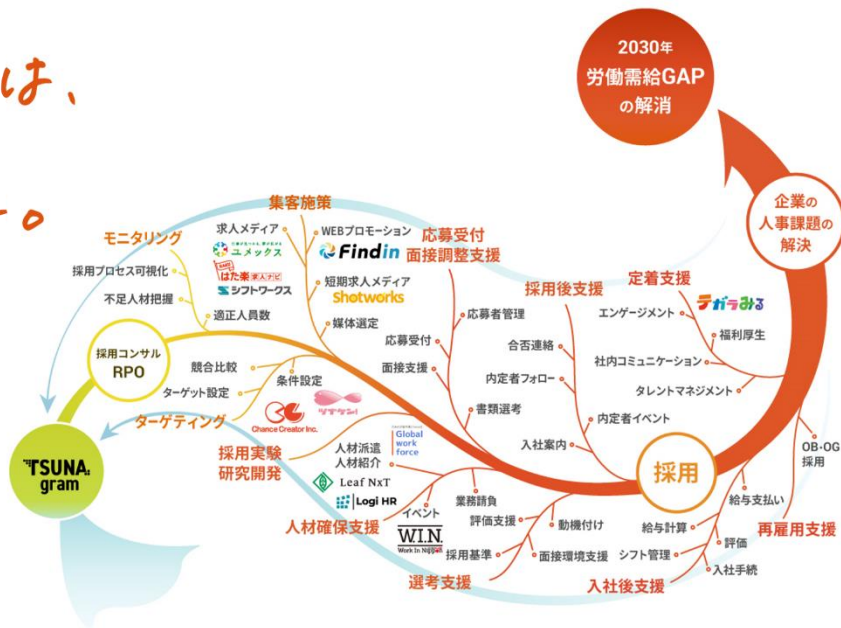 は、
。
2030年
労働需給GAP
の解消
企業の
人事課題の
解決
集客施策
求人メディア
ユメックス
はた楽求人ナビ
シフトワークス
WEBプロモーション
Findin
短期求人メディア
Shotworks
媒体選定
モニタリング
採用プロセス可視化
不足人材把握
適正人員数
採用コンサル
RPO
TSUNA
gram
競合比較
条件設定
ターゲット設定
ターゲティング
Chance Creator Inc.
ツナケン!
採用実験
研究開発
応募受付
面接調整支援
応募者管理
応募受付
面接支援
書類選考
人材派遣
人材紹介
Global
work
force
Leaf NxT
Logi HR
イベント
業務請負
人材確保支援
W.I.N.
Work In Nippon
評価支援
動機付け
採用基準
面接環境支援
選考支援
採用後支援
合否連絡
内定者フォロー
内定者イベント
入社案内
定着支援
テガラみる
エンゲージメント
福利厚生
社内コミュニケーション
タレントマネジメント
採用
OB・OG
採用
再雇用支援
給与支払い
給与計算
評価
シフト管理
入社手続
入社後支援